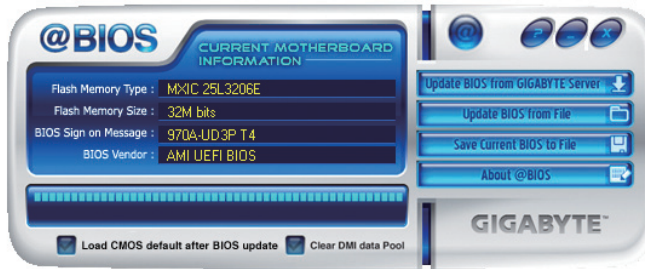 @BIOS
CURRENT MOTHERBOARD
INFORMATION
Flash Memory Type : MXIC 25L3206E
Flash Memory Size : 32M bits
BIOS Sign on Message : 970A-UD3P T4
BIOS Vendor : AMI UEFI BIOS
Load CMOS default after BIOS update
Clear DMI data Pool
@ ? – X
Update BIOS from GIGABYTE Server
Update BIOS from File
Save Current BIOS to File
About @BIOS
GIGABYTE™